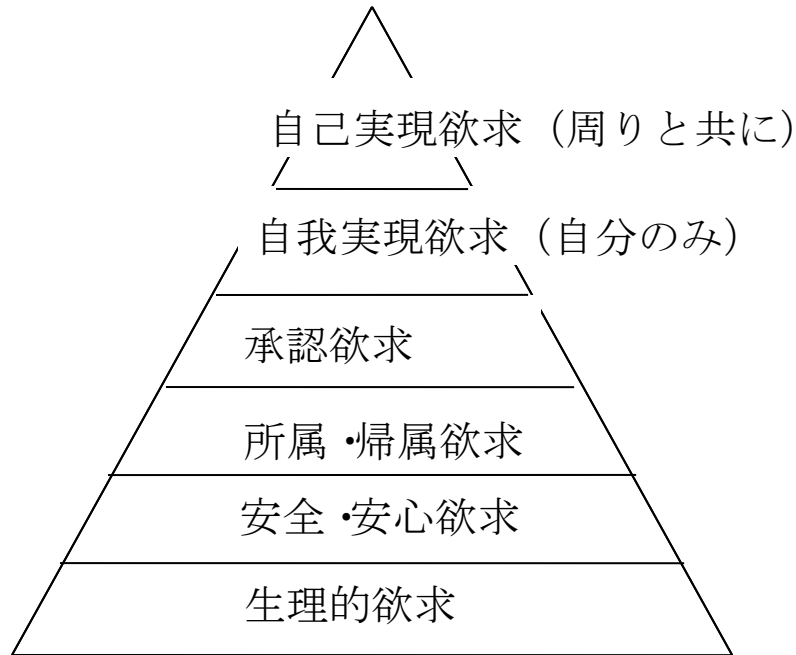 自己実現欲求（周りと共に）
自我実現欲求（自分のみ）
承認欲求
所属・帰属欲求
安全・安心欲求
生理的欲求